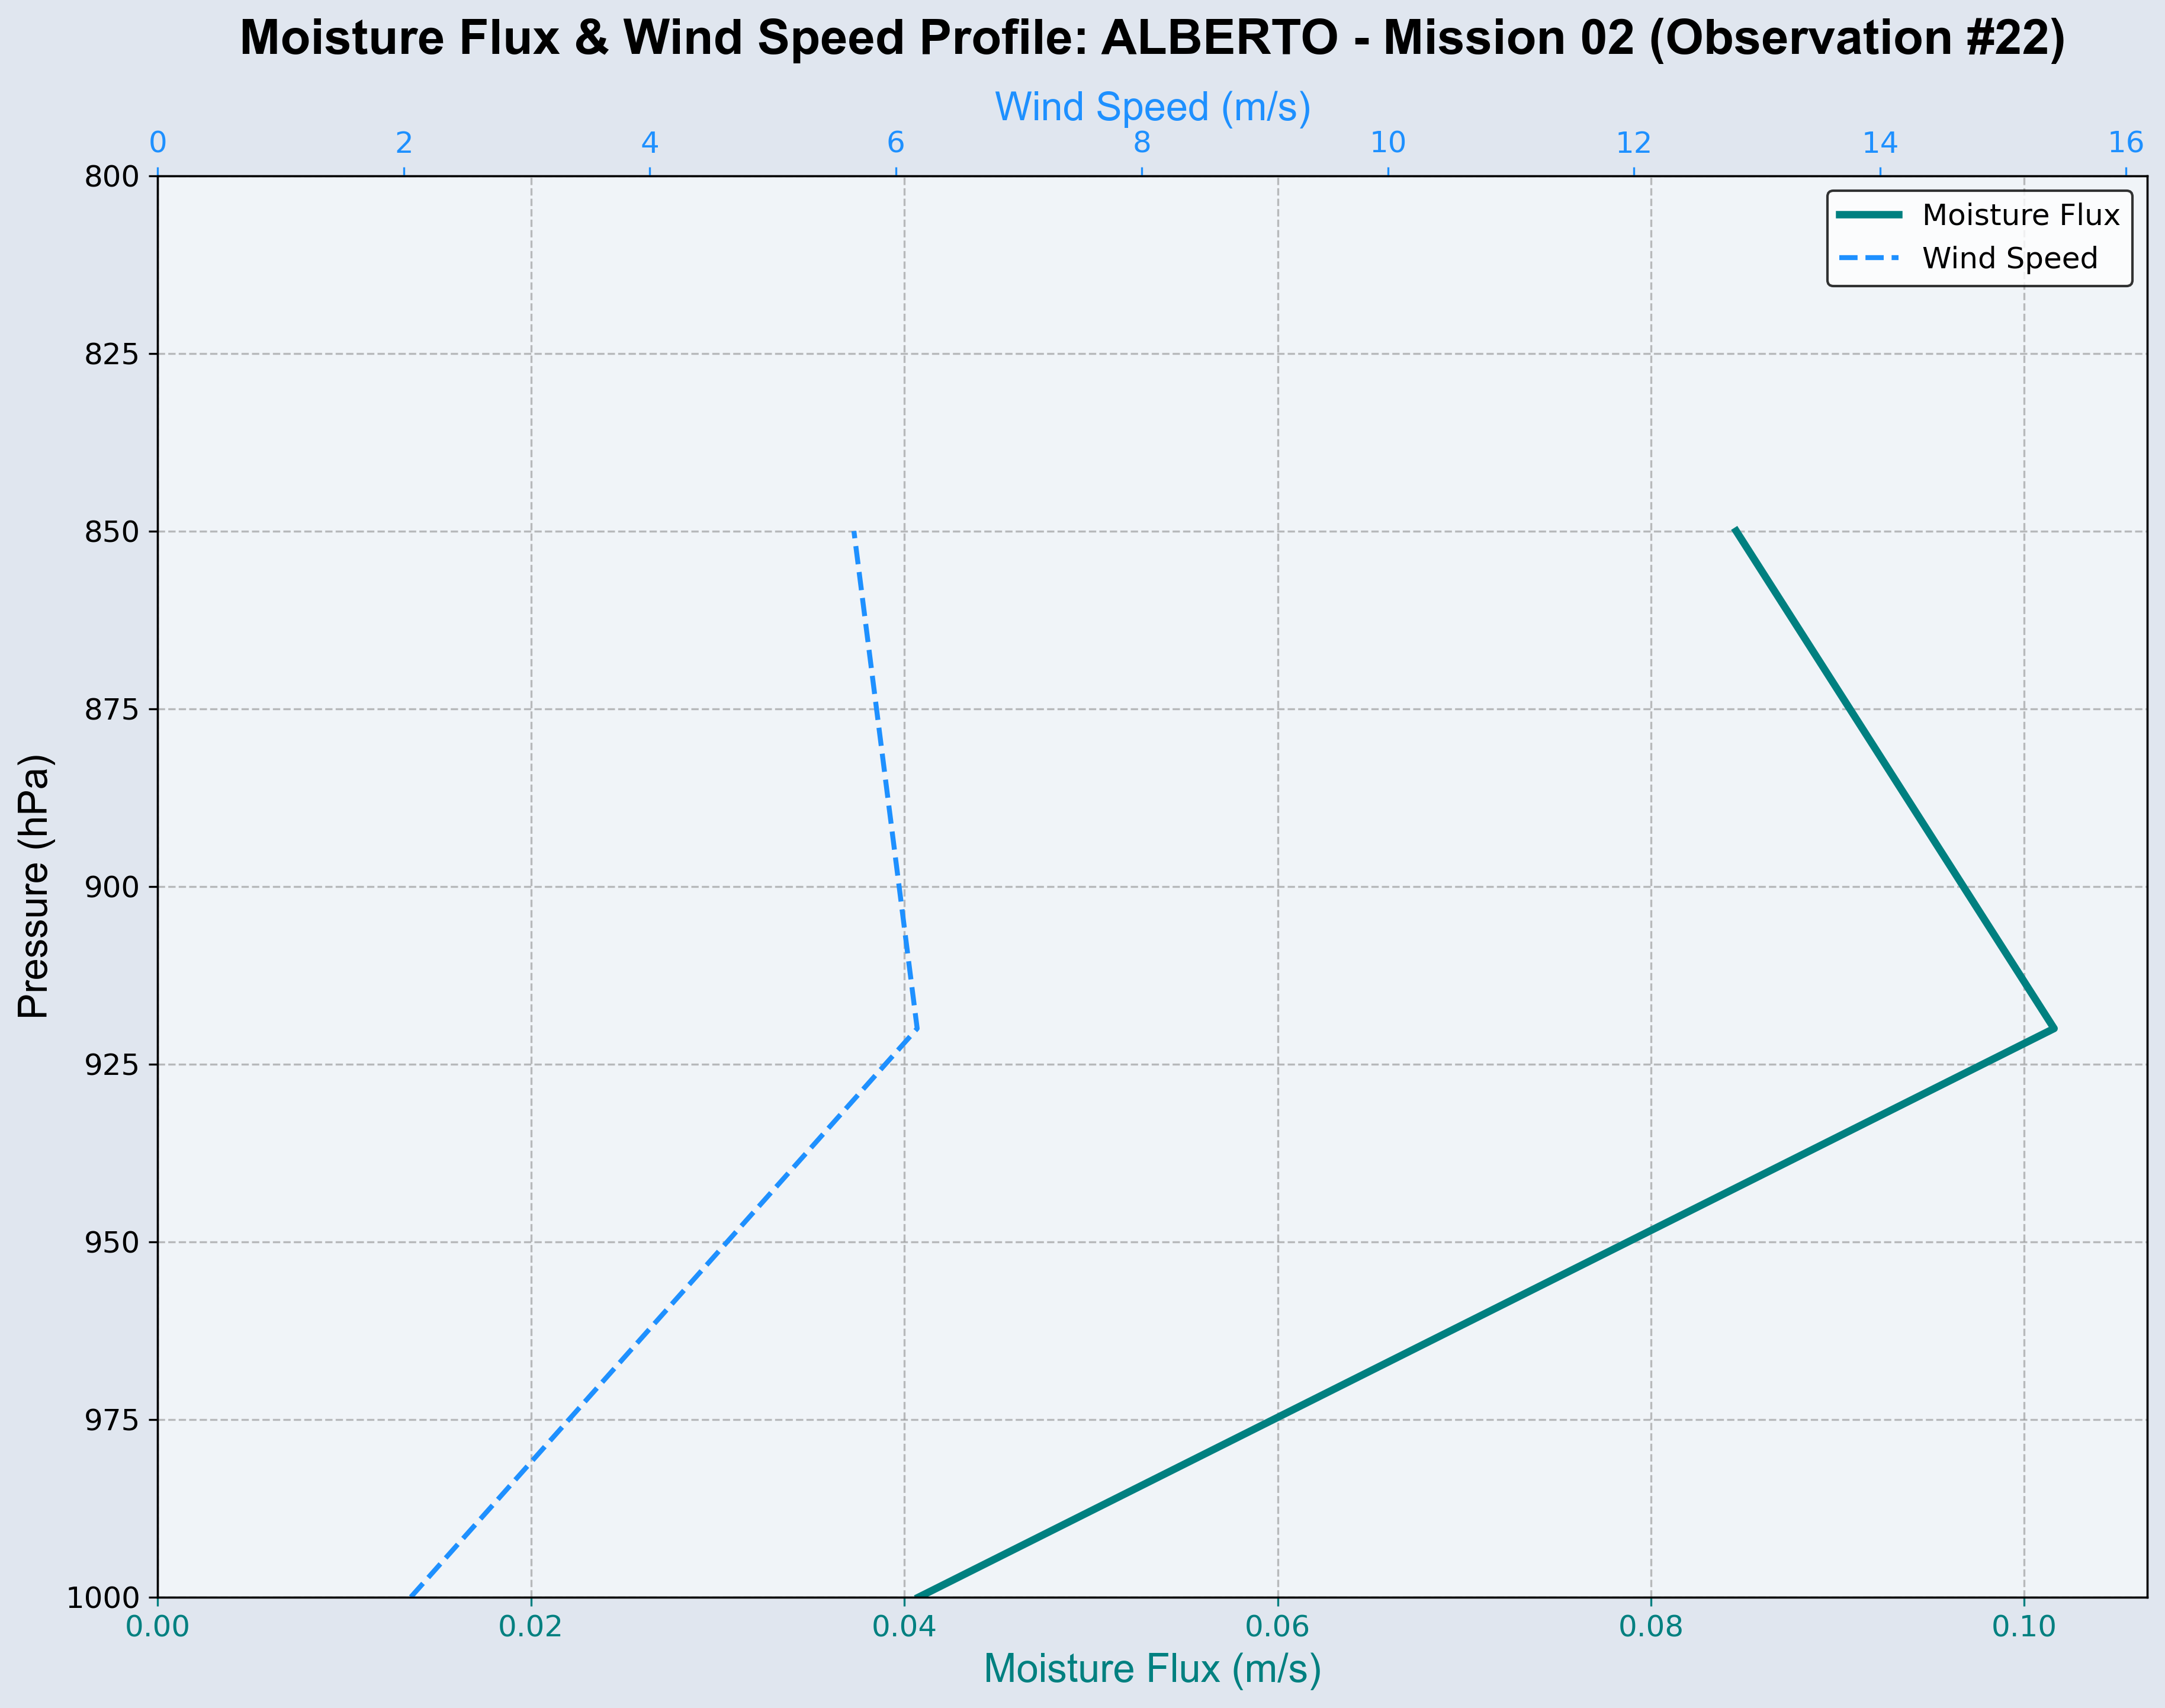 Moisture Flux & Wind Speed Profile: ALBERTO - Mission 02 (Observation #22)
Wind Speed (m/s)
0 2 4 6 8 10 12 14 16
Moisture Flux
Wind Speed
Pressure (hPa)
800
825
850
875
900
925
950
975
1000
0.00 0.02 0.04 0.06 0.08 0.10
Moisture Flux (m/s)